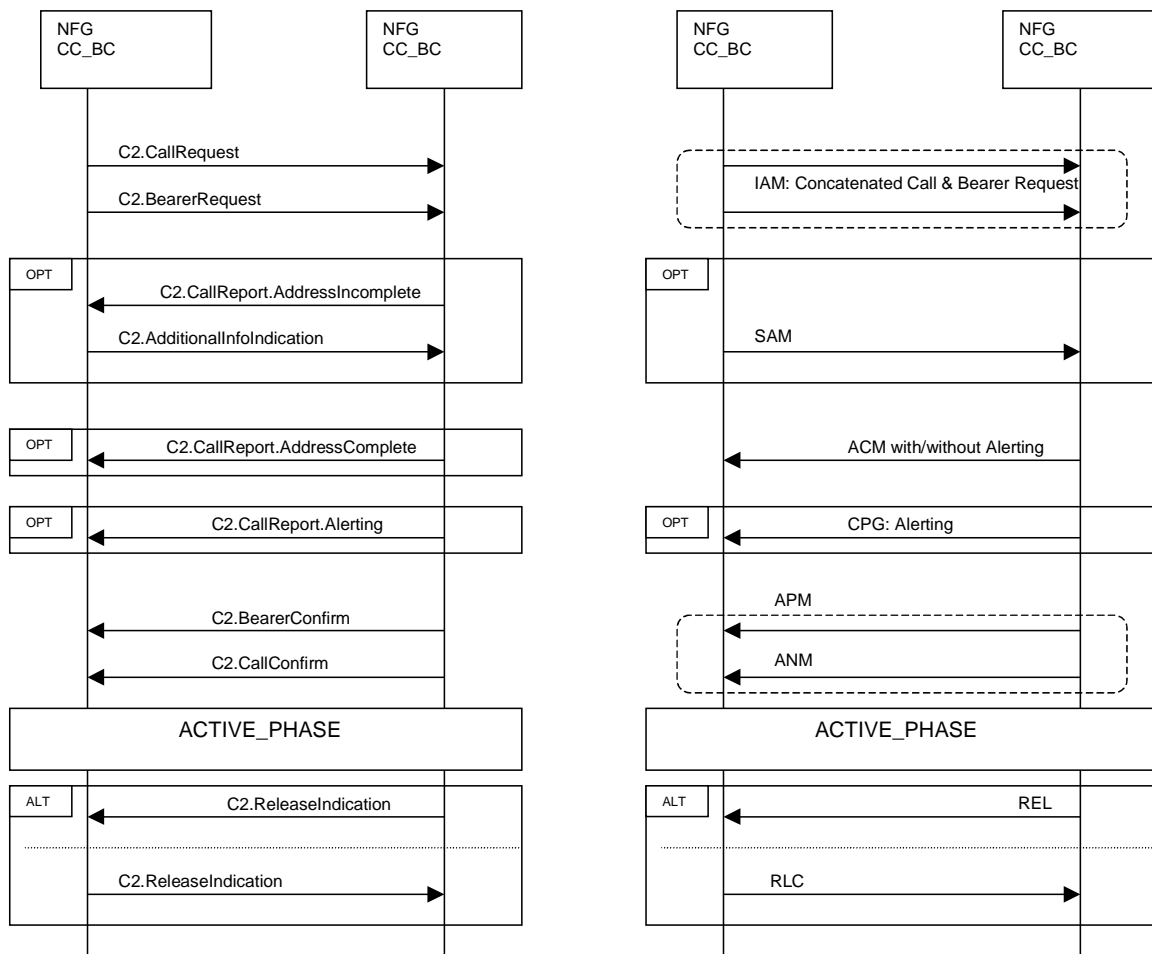 NFG
CC_BC
NFG
CC_BC
C2.CallRequest
C2.BearerRequest
OPT
C2.CallReport.AddressIncomplete
C2.AdditionalInfoIndication
OPT
C2.CallReport.AddressComplete
OPT
C2.CallReport.Alerting
C2.BearerConfirm
C2.CallConfirm
ACTIVE_PHASE
ALT
C2.ReleaseIndication
C2.ReleaseIndication
NFG
CC_BC
NFG
CC_BC
IAM: Concatenated Call & Bearer Request
OPT
SAM
ACM with/without Alerting
OPT
CPG: Alerting
APM
ANM
ACTIVE_PHASE
ALT
REL
RLC